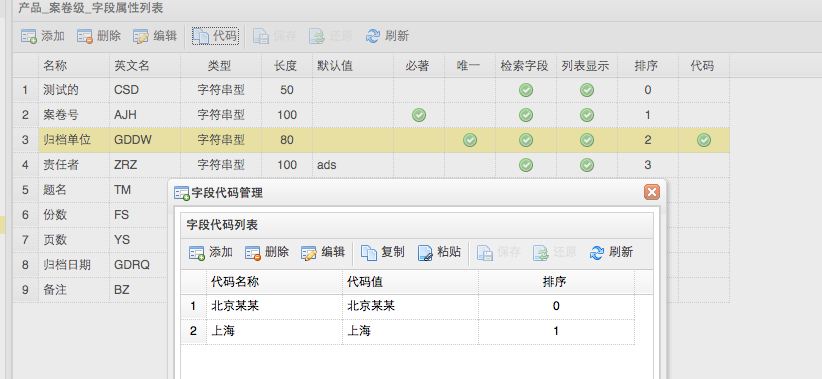 产品_案卷级_字段属性列表
添加 删除 编辑 代码 保存 还原 刷新
名称 英文名 类型 长度 默认值 必著 唯一 检索字段 列表显示 排序 代码
1 测试的 CSD 字符串型 50 0
2 案卷号 AJH 字符串型 100 1
3 归档单位 GDDW 字符串型 80 2
4 责任者 ZRZ 字符串型 100 ads 3
5 题名 TM
6 份数 FS
7 页数 YS
8 归档日期 GDRQ
9 备注 BZ
字段代码管理
字段代码列表
添加 删除 编辑 复制 粘贴 保存 还原 刷新
代码名称 代码值 排序
1 北京某某 北京某某 0
2 上海 上海 1